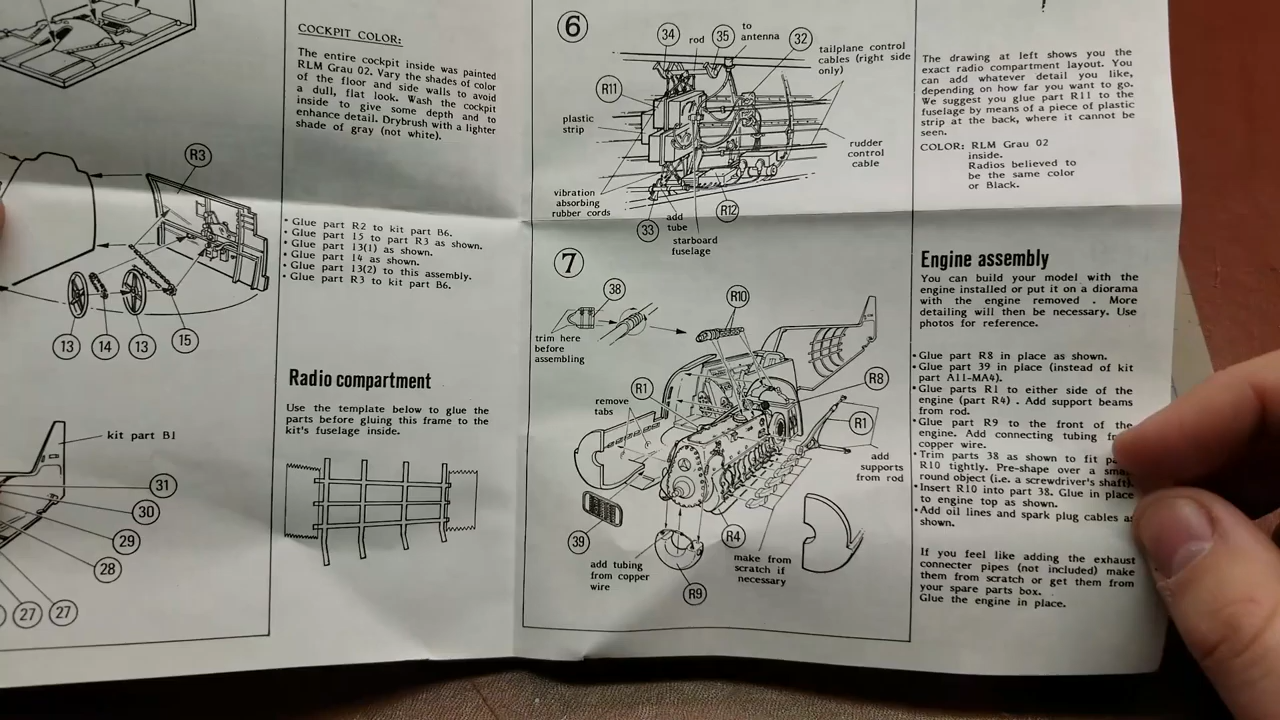 COCKPIT COLOR:
The entire cockpit inside was painted
RLM Grau 02. Vary the shades of color
of the floor and side walls to avoid
a dull, flat look. Wash the cockpit
inside to give some depth and to
enhance detail. Drybrush with a lighter
shade of gray (not white).
R3
13
14
13
15
• Glue part R2 to kit part B6.
• Glue part 15 to part R3 as shown.
• Glue part 13(1) as shown.
• Glue part 14 as shown.
• Glue part 13(2) to this assembly.
• Glue part R3 to kit part B6.
Radio compartment
Use the template below to glue the
parts before gluing this frame to the
kit's fuselage inside.
kit part B1
31
30
29
28
27
27
6
34
rod
35
to
antenna
32
tailplane control
cables (right side
only)
R11
plastic
strip
rudder
control
cable
vibration
absorbing
rubber cords
33
add
tube
R12
starboard
fuselage
The drawing at left shows you the
exact radio compartment layout. You
can add whatever detail you like,
depending on how far you want to go.
We suggest you glue part R11 to the
fuselage by means of a piece of plastic
strip at the back, where it cannot be
seen.
COLOR: RLM Grau 02
inside.
Radios believed to
be the same color
or Black.
7
38
trim here
before
assembling
R10
R1
remove
tabs
R8
R1
add
supports
from rod
39
add tubing
from copper
wire
R9
R4
make from
scratch if
necessary
Engine assembly
You can build your model with the
engine installed or put it on a diorama
with the engine removed . More
detailing will then be necessary. Use
photos for reference.
• Glue part R8 in place as shown.
• Glue part 39 in place (instead of kit
part A11-MA4).
• Glue parts R1 to either side of the
engine (part R4) . Add support beams
from rod.
• Glue part R9 to the front of the
engine. Add connecting tubing
copper wire.
• Trim parts 38 as shown to fit
R10 tightly. Pre-shape over a
round object (i.e. a screwdriver's shaft).
• Insert R10 into part 38. Glue in place
to engine top as shown.
• Add oil lines and spark plug cables as
shown.
If you feel like adding the exhaust
connecter pipes (not included) make
them from scratch or get them from
your spare parts box.
Glue the engine in place.